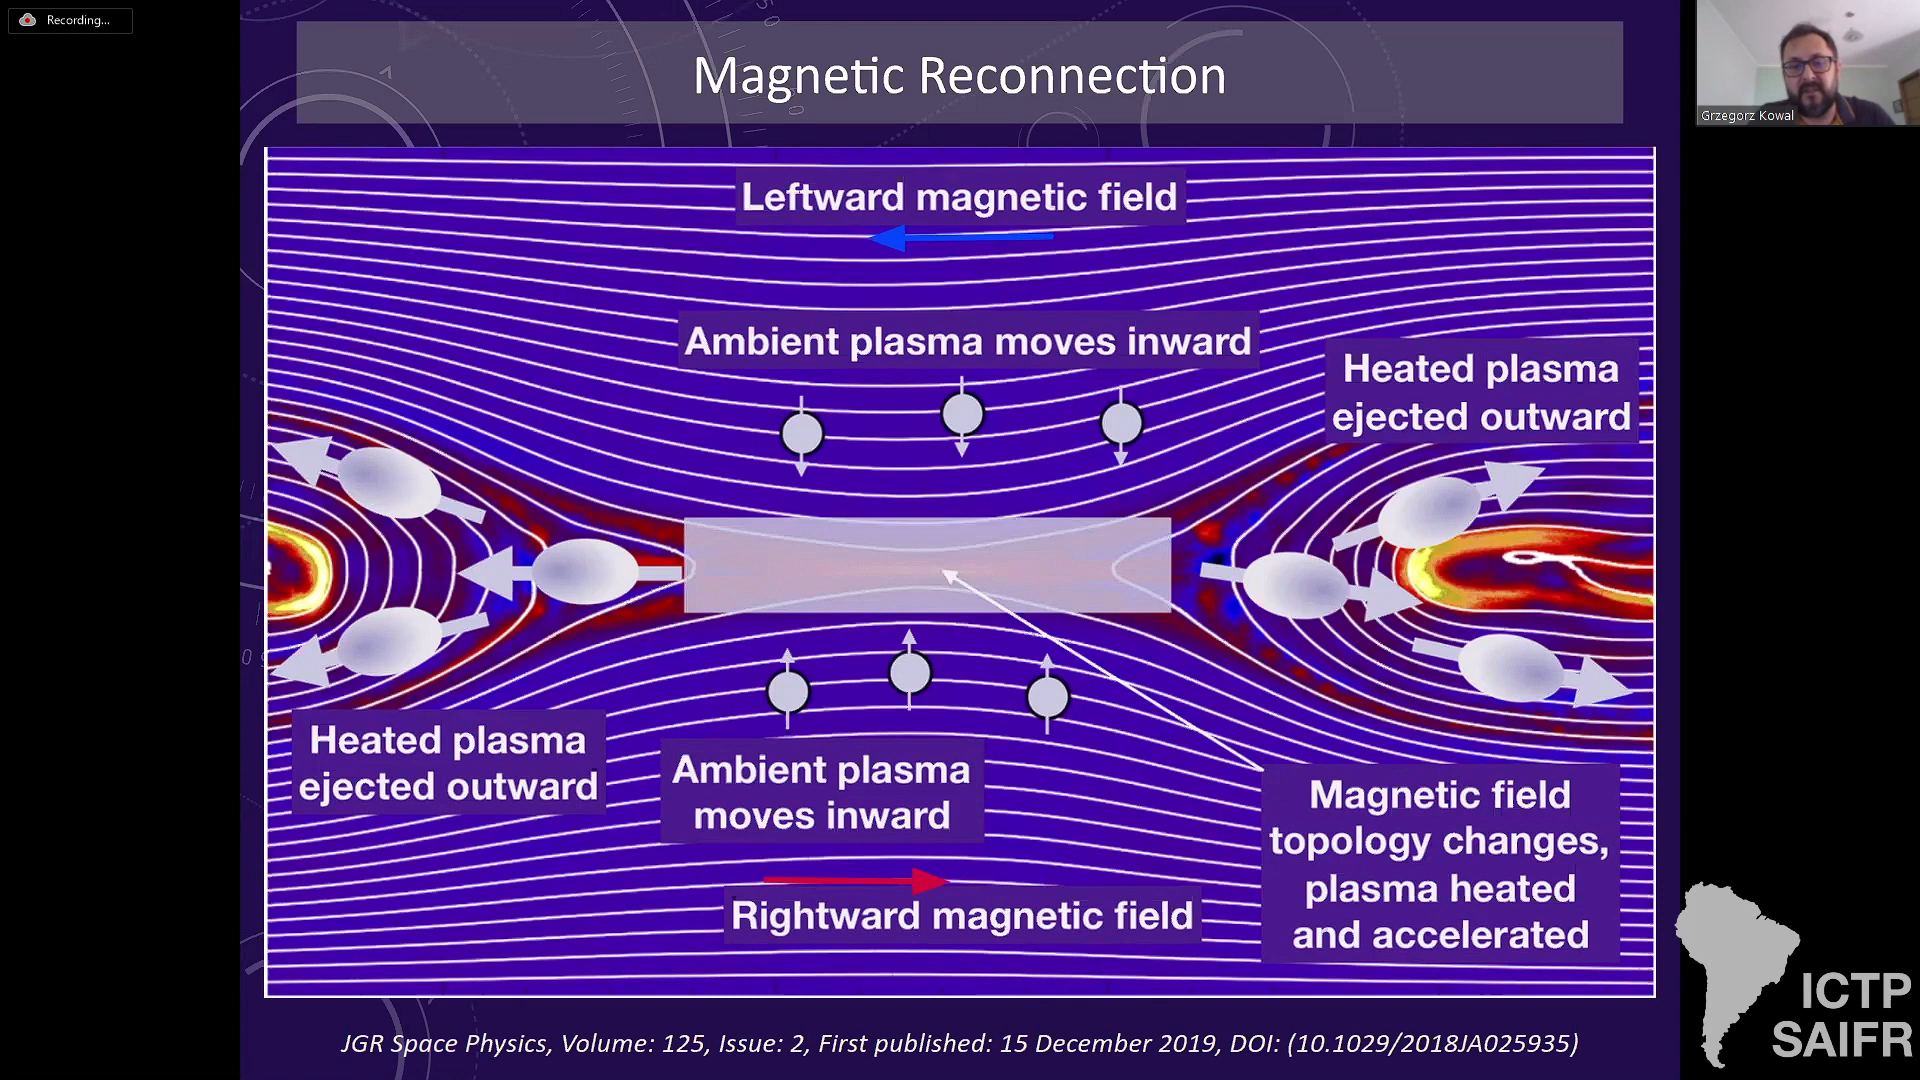 Recording...
Magnetic Reconnection
Grzegorz Kowal
Leftward magnetic field
Ambient plasma moves inward
Heated plasma
ejected outward
Heated plasma
ejected outward
Ambient plasma
moves inward
Magnetic field
topology changes,
plasma heated
and accelerated
Rightward magnetic field
ICTP
SAIFR
JGR Space Physics, Volume: 125, Issue: 2, First published: 15 December 2019, DOI: (10.1029/2018JA025935)